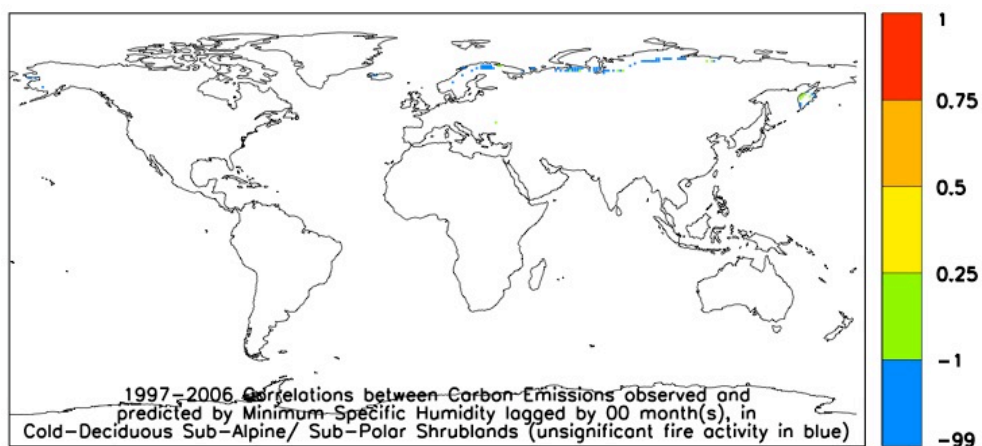 1
0.75
0.5
0.25
-1
-99
1997-2006 Correlations between Carbon Emissions observed and
predicted by Minimum Specific Humidity lagged by 00 month(s), in
Cold-Deciduous Sub-Alpine/ Sub-Polar Shrublands (unsignificant fire activity in blue)